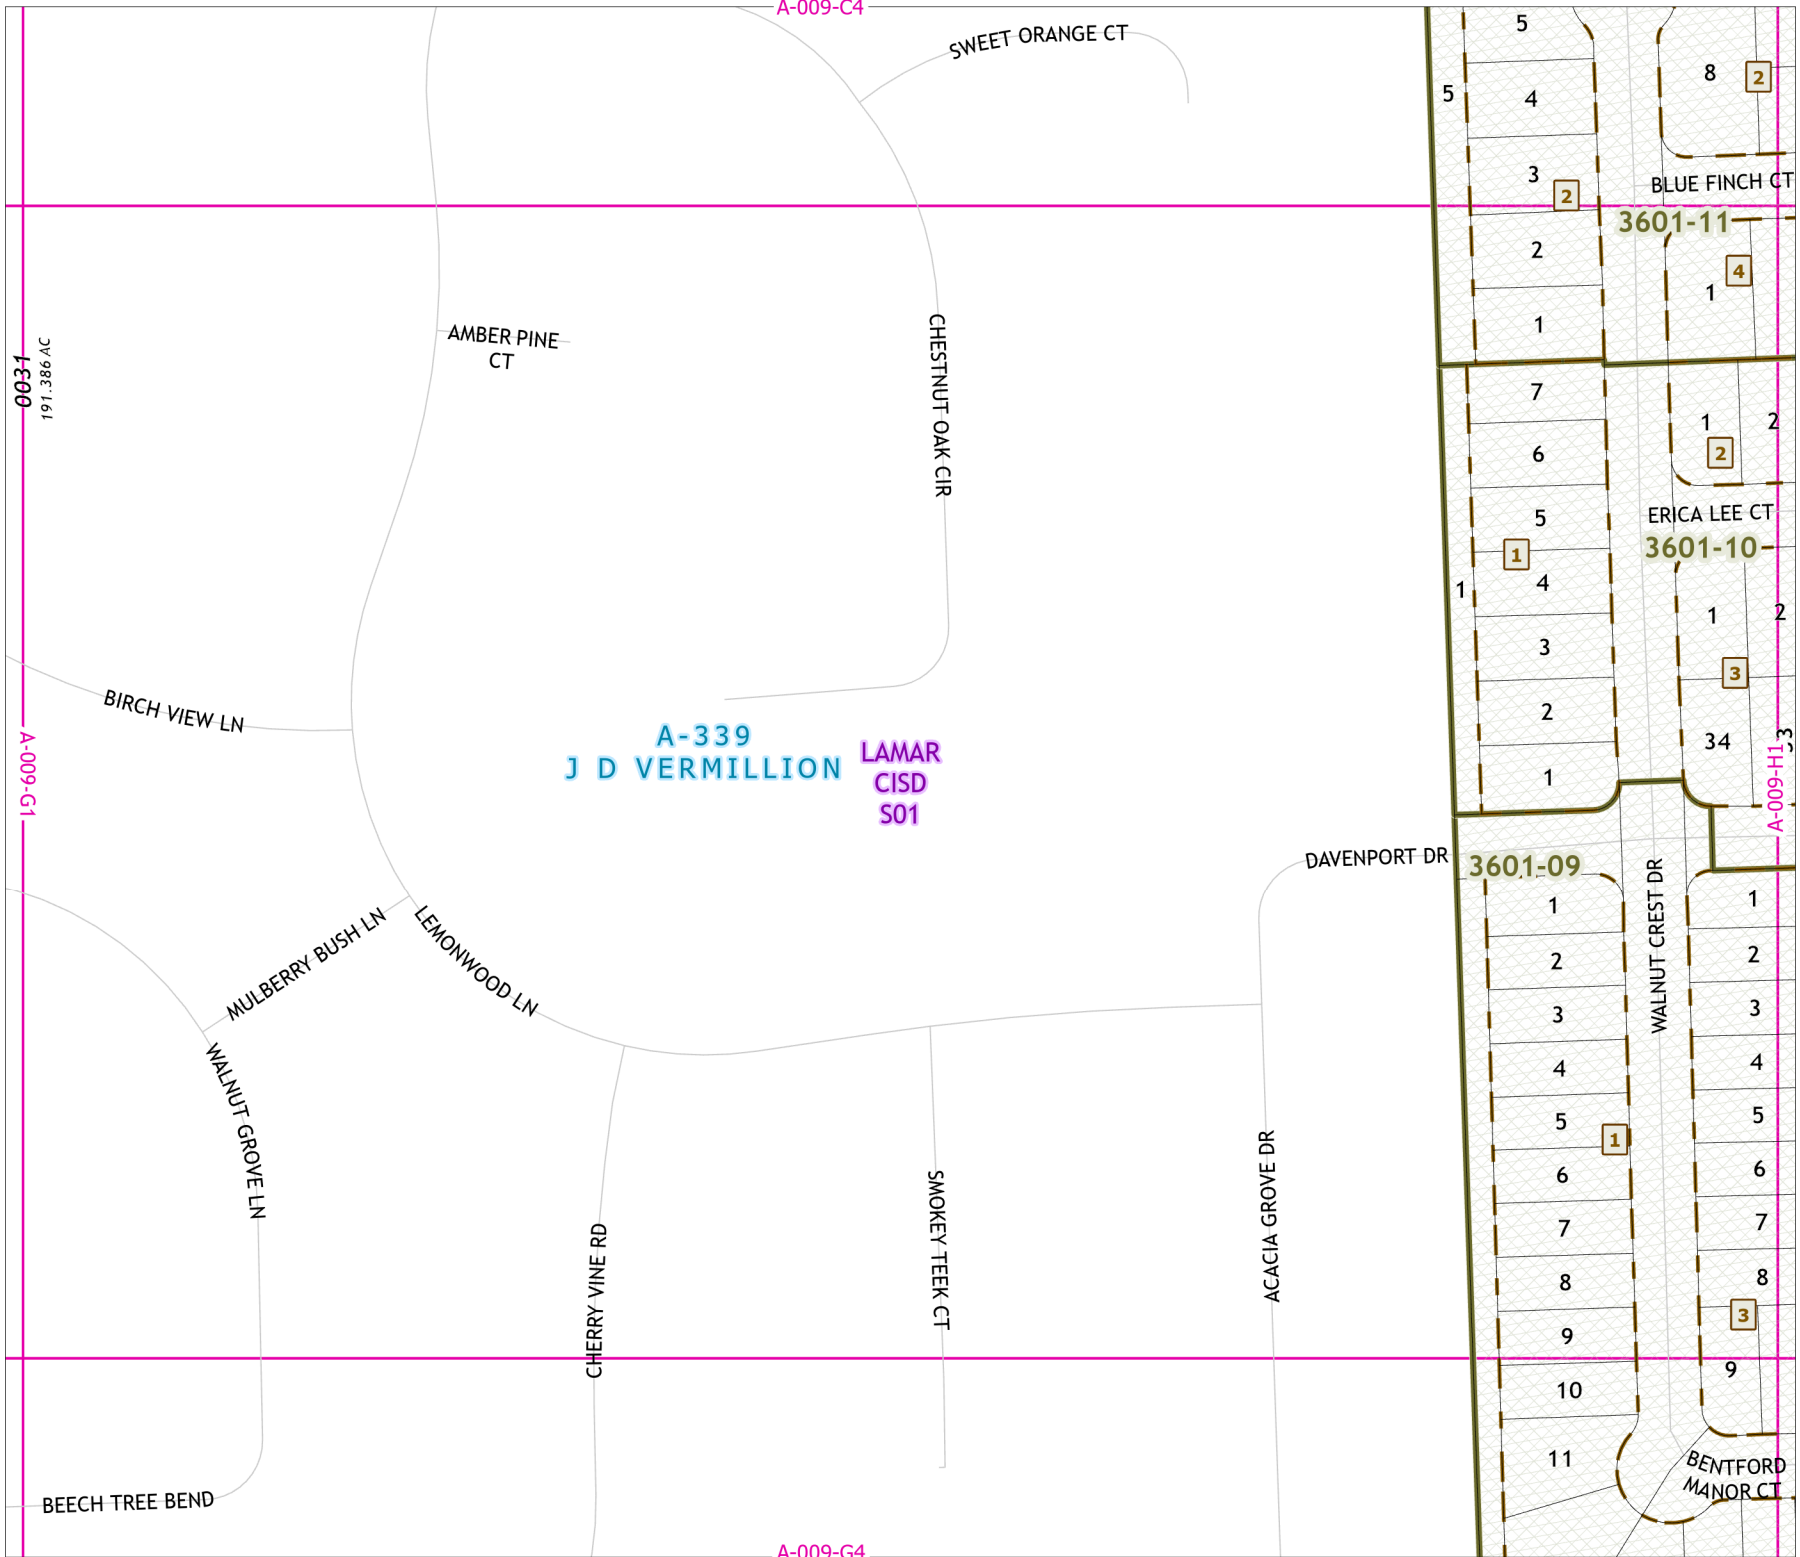 A-009-C4
SWEET ORANGE CT
5
8
2
5
4
3
2
BLUE FINCH CT
3601-11
2
4
1
1
AMBER PINE
CT
CHESTNUT OAK CIR
0031
191.386 AC
7
1
2
2
6
5
ERICA LEE CT
3601-10
1
4
1
1
2
3
3
2
34
3
1
BIRCH VIEW LN
A-339
J D VERMILLION
LAMAR
CISD
S01
A-009-G1
A-009-H1
DAVENPORT DR
3601-09
WALNUT CREST DR
MULBERRY BUSH LN
LEMONWOOD LN
WALNUT GROVE LN
1
1
2
2
3
3
4
4
5
1
5
6
6
7
7
8
8
3
9
9
10
11
CHERRY VINE RD
SMOKEY TEEK CT
ACACIA GROVE DR
BENTFORD
MANOR CT
BEECH TREE BEND
A-009-G4